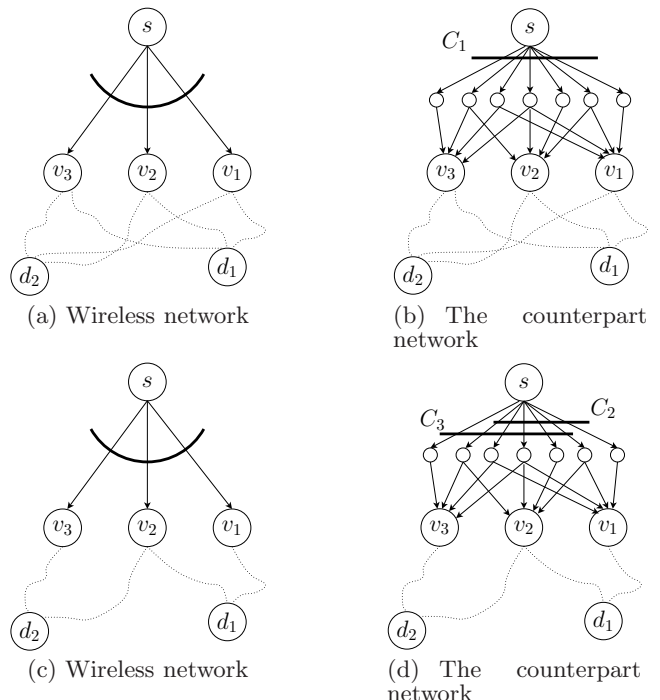 s
v3 v2 v1
d2 d1
(a) Wireless network
s
C1
v3 v2 v1
d2 d1
(b) The counterpart
network
s
v3 v2 v1
d2 d1
(c) Wireless network
s
C3 C2
v3 v2 v1
d2 d1
(d) The counterpart
network